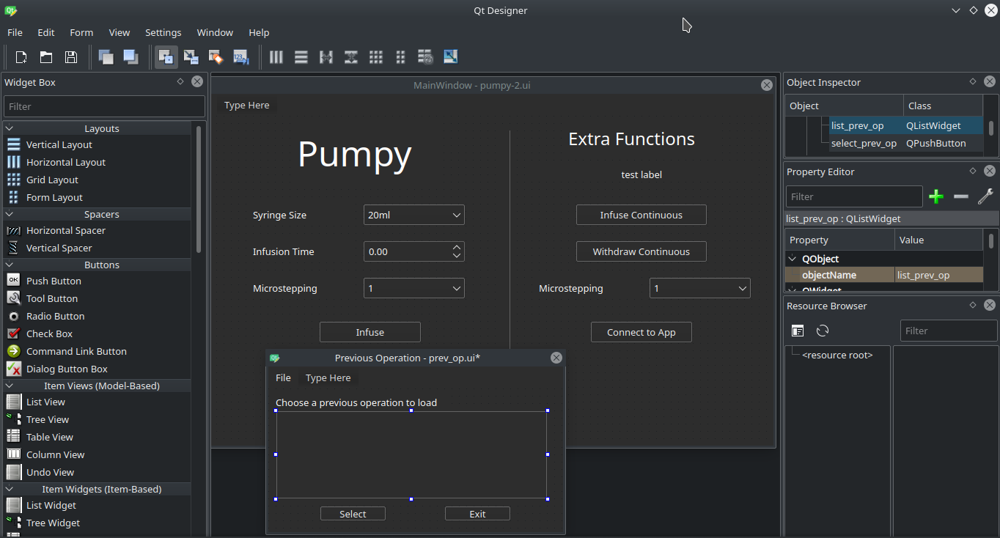 Qt Designer
File Edit Form View Settings Window Help
Widget Box
Filter
Layouts
Vertical Layout
Horizontal Layout
Grid Layout
Form Layout
Spacers
Horizontal Spacer
Vertical Spacer
Buttons
OK Push Button
Tool Button
Radio Button
Check Box
Command Link Button
Dialog Button Box
Item Views (Model-Based)
List View
Tree View
Table View
Column View
Undo View
Item Widgets (Item-Based)
List Widget
Tree Widget
MainWindow - pumpy-2.ui
Type Here
Pumpy
Syringe Size 20ml
Infusion Time 0.00
Microstepping 1
Infuse
Extra Functions
test label
Infuse Continuous
Withdraw Continuous
Microstepping 1
Connect to App
Previous Operation - prev_op.ui*
File Type Here
Choose a previous operation to load
Select Exit
Object Inspector
Object Class
list_prev_op QListWidget
select_prev_op QPushButton
Property Editor
Filter
list_prev_op : QListWidget
Property Value
QObject
objectName list_prev_op
QWidget
Resource Browser
Filter
<resource root>